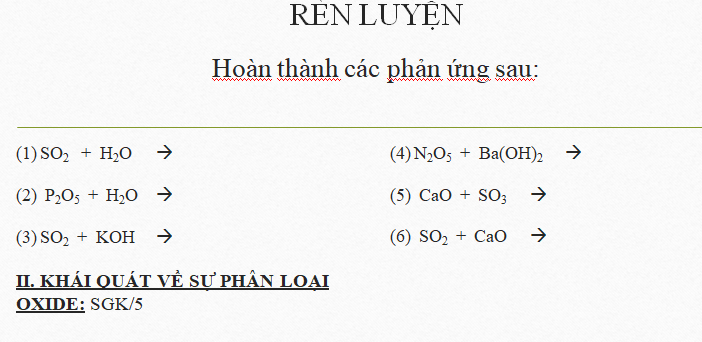 RÈN LUYỆN
Hoàn thành các phản ứng sau:
(1) SO₂ + H₂O →
(2) P₂O₅ + H₂O →
(3) SO₂ + KOH →
(4) N₂O₅ + Ba(OH)₂ →
(5) CaO + SO₃ →
(6) SO₂ + CaO →
II. KHÁI QUÁT VỀ SỰ PHÂN LOẠI
OXIDE: SGK/5